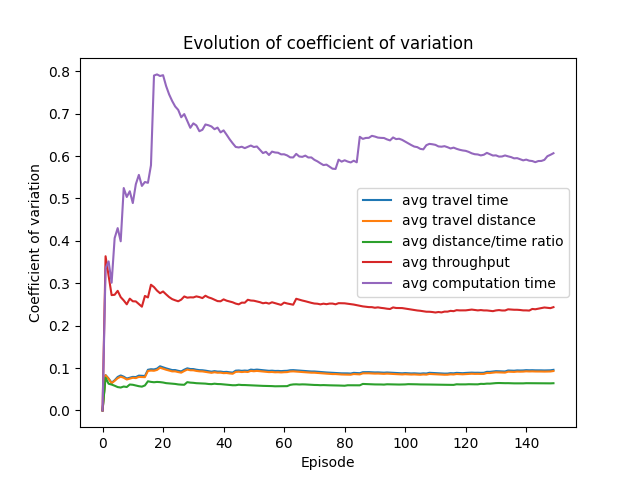 Evolution of coefficient of variation
Coefficient of variation
0.8
0.7
0.6
0.5
0.4
0.3
0.2
0.1
0.0
avg travel time
avg travel distance
avg distance/time ratio
avg throughput
avg computation time
0 20 40 60 80 100 120 140
Episode